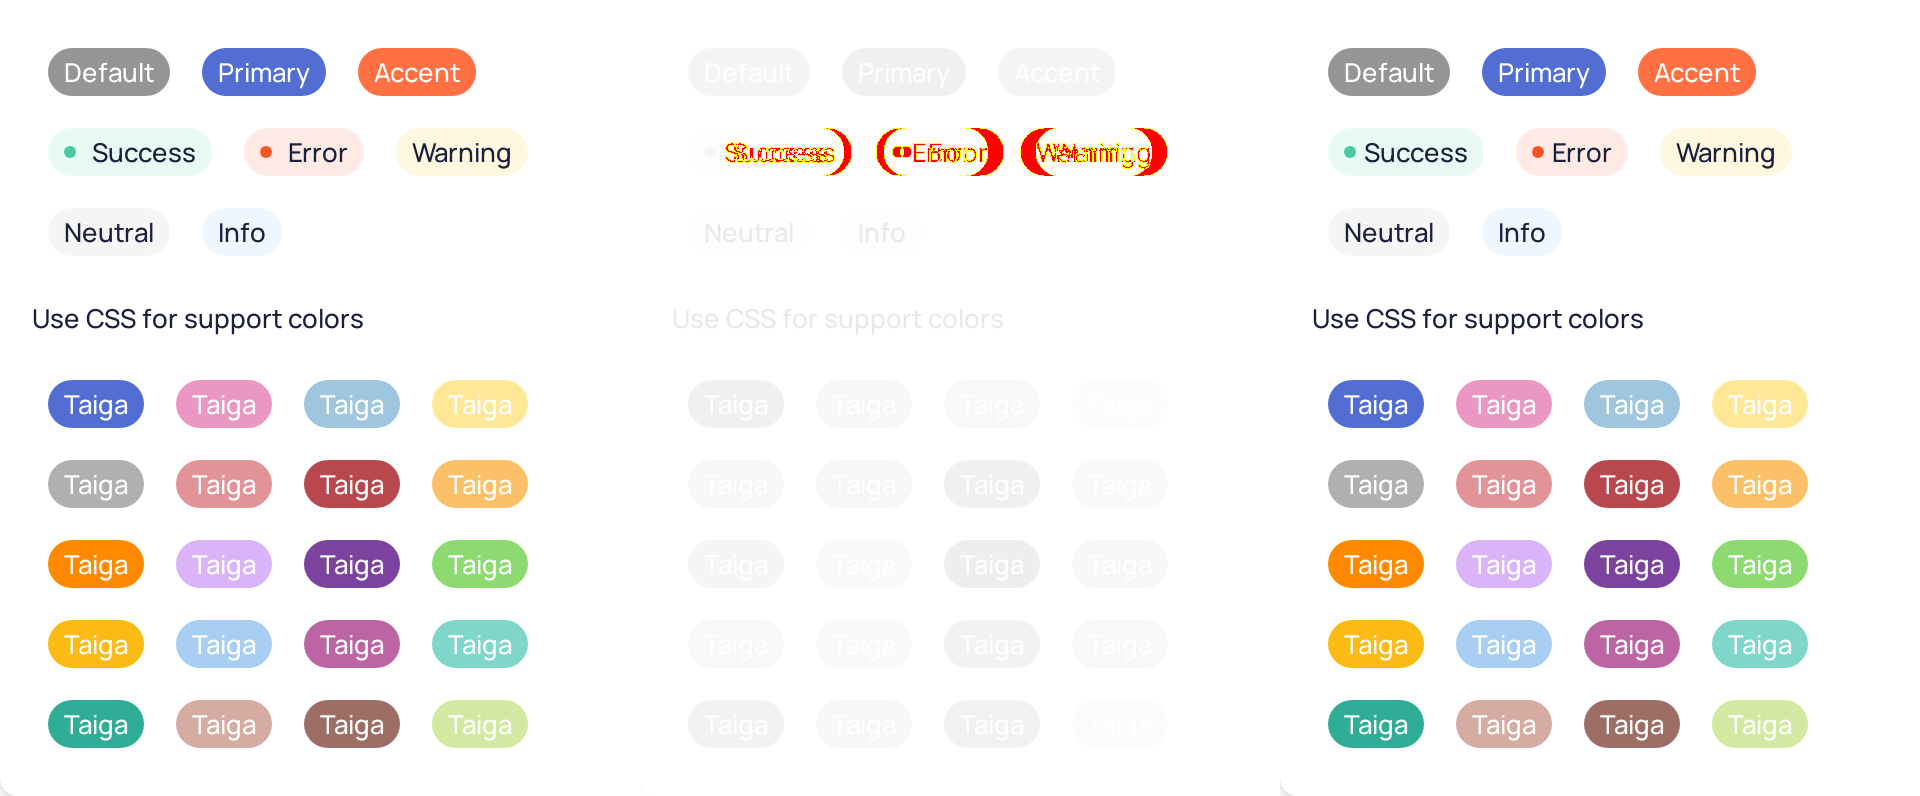 Default Primary Accent Default Primary Accent Default Primary Accent
Success Error Warning Success Error Warning Success Error Warning
Neutral Info Neutral Info Neutral Info
Use CSS for support colors Use CSS for support colors Use CSS for support colors
Taiga Taiga Taiga Taiga Taiga Taiga Taiga Taiga Taiga Taiga Taiga Taiga
Taiga Taiga Taiga Taiga Taiga Taiga Taiga Taiga Taiga Taiga Taiga Taiga
Taiga Taiga Taiga Taiga Taiga Taiga Taiga Taiga Taiga Taiga Taiga Taiga
Taiga Taiga Taiga Taiga Taiga Taiga Taiga Taiga Taiga Taiga Taiga Taiga
Taiga Taiga Taiga Taiga Taiga Taiga Taiga Taiga Taiga Taiga Taiga Taiga